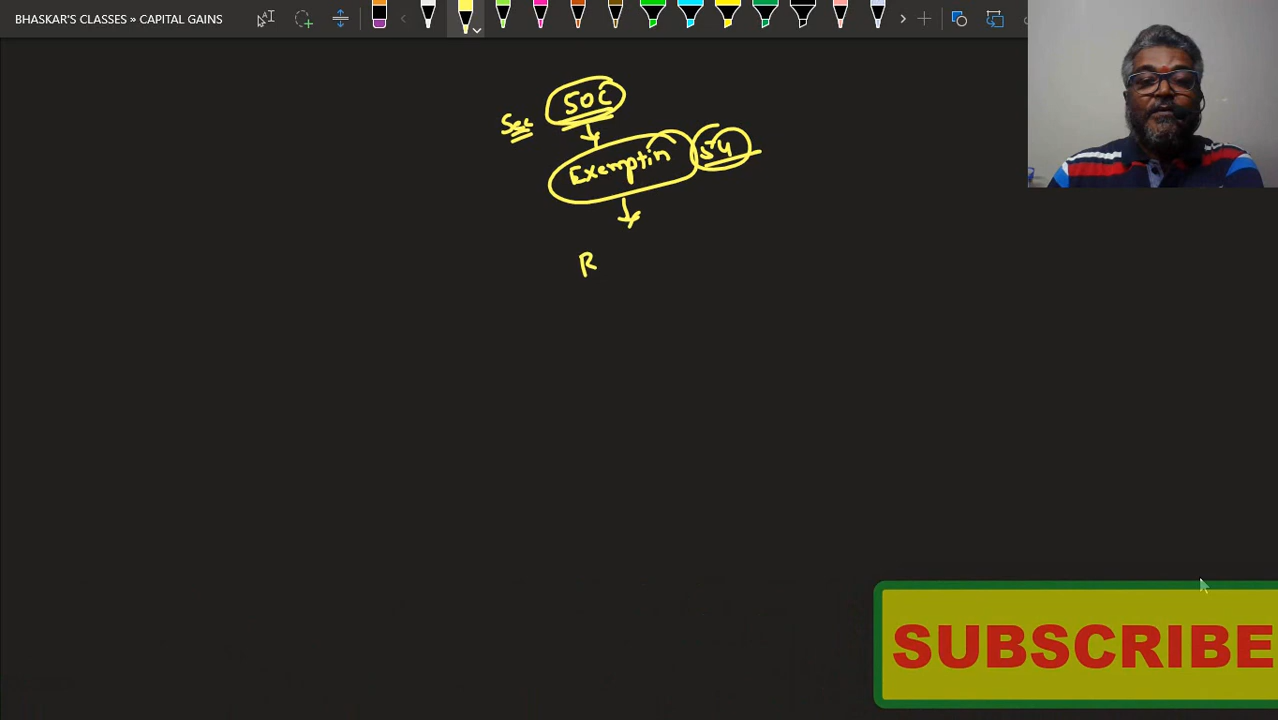 BHASKAR'S CLASSES » CAPITAL GAINS
Sec 50C
Exemptin 54
R
SUBSCRIBE